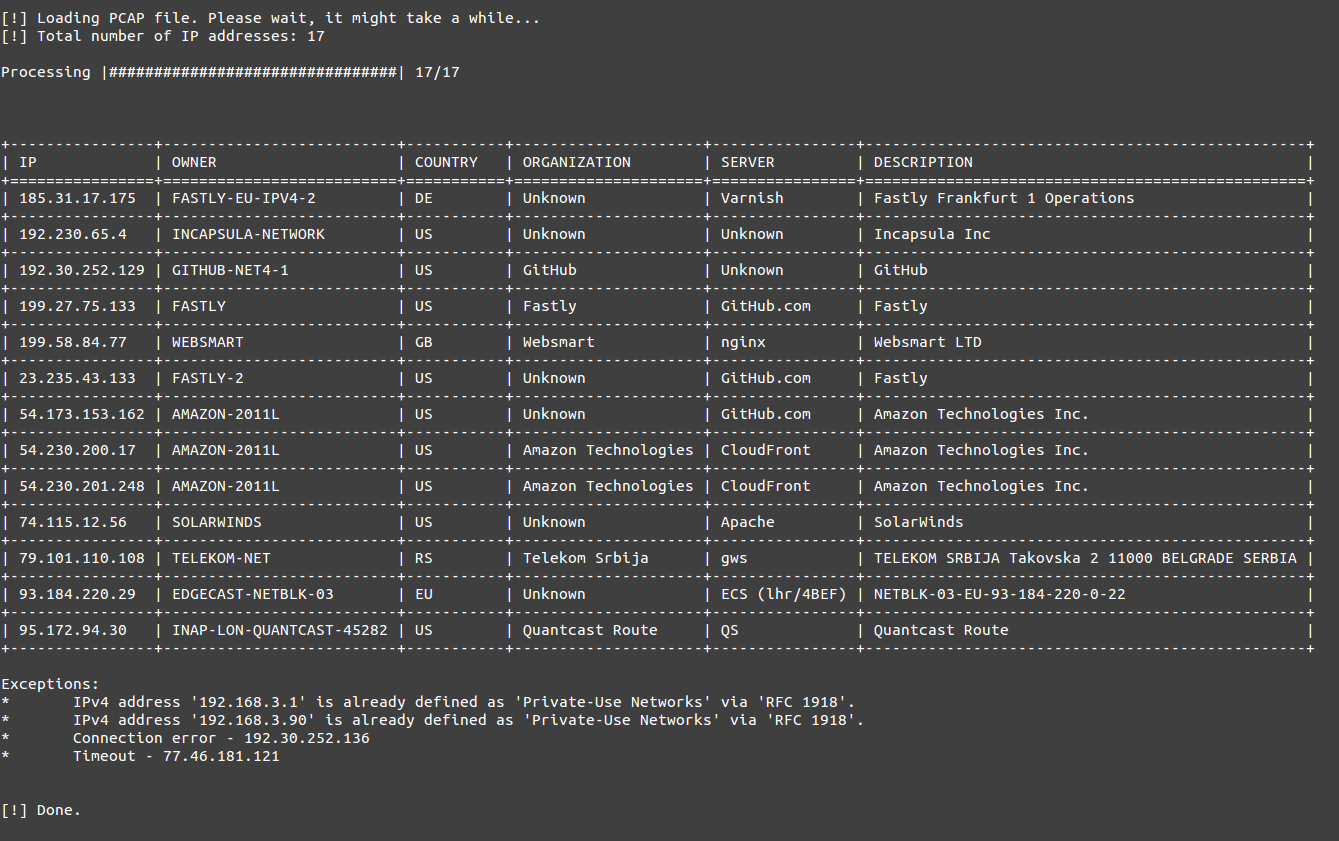 [!] Loading PCAP file. Please wait, it might take a while...
[!] Total number of IP addresses: 17
Processing |################################| 17/17
+----------------+--------------------------+-----------+---------------------+----------------+-------------------------------------------------+
| IP             | OWNER                    | COUNTRY   | ORGANIZATION        | SERVER         | DESCRIPTION                                     |
+================+==========================+===========+=====================+================+=================================================+
| 185.31.17.175  | FASTLY-EU-IPV4-2         | DE        | Unknown             | Varnish        | Fastly Frankfurt 1 Operations                   |
+----------------+--------------------------+-----------+---------------------+----------------+-------------------------------------------------+
| 192.230.65.4   | INCAPSULA-NETWORK        | US        | Unknown             | Unknown        | Incapsula Inc                                   |
+----------------+--------------------------+-----------+---------------------+----------------+-------------------------------------------------+
| 192.30.252.129 | GITHUB-NET4-1            | US        | GitHub              | Unknown        | GitHub                                          |
+----------------+--------------------------+-----------+---------------------+----------------+-------------------------------------------------+
| 199.27.75.133  | FASTLY                   | US        | Fastly              | GitHub.com     | Fastly                                          |
+----------------+--------------------------+-----------+---------------------+----------------+-------------------------------------------------+
| 199.58.84.77   | WEBSMART                 | GB        | Websmart            | nginx          | Websmart LTD                                    |
+----------------+--------------------------+-----------+---------------------+----------------+-------------------------------------------------+
| 23.235.43.133  | FASTLY-2                 | US        | Unknown             | GitHub.com     | Fastly                                          |
+----------------+--------------------------+-----------+---------------------+----------------+-------------------------------------------------+
| 54.173.153.162 | AMAZON-2011L             | US        | Unknown             | GitHub.com     | Amazon Technologies Inc.                        |
+----------------+--------------------------+-----------+---------------------+----------------+-------------------------------------------------+
| 54.230.200.17  | AMAZON-2011L             | US        | Amazon Technologies | CloudFront     | Amazon Technologies Inc.                        |
+----------------+--------------------------+-----------+---------------------+----------------+-------------------------------------------------+
| 54.230.201.248 | AMAZON-2011L             | US        | Amazon Technologies | CloudFront     | Amazon Technologies Inc.                        |
+----------------+--------------------------+-----------+---------------------+----------------+-------------------------------------------------+
| 74.115.12.56   | SOLARWINDS               | US        | Unknown             | Apache         | SolarWinds                                      |
+----------------+--------------------------+-----------+---------------------+----------------+-------------------------------------------------+
| 79.101.110.108 | TELEKOM-NET              | RS        | Telekom Srbija      | gws            | TELEKOM SRBIJA Takovska 2 11000 BELGRADE SERBIA |
+----------------+--------------------------+-----------+---------------------+----------------+-------------------------------------------------+
| 93.184.220.29  | EDGECAST-NETBLK-03       | EU        | Unknown             | ECS (lhr/4BEF) | NETBLK-03-EU-93-184-220-0-22                    |
+----------------+--------------------------+-----------+---------------------+----------------+-------------------------------------------------+
| 95.172.94.30   | INAP-LON-QUANTCAST-45282 | US        | Quantcast Route     | QS             | Quantcast Route                                 |
+----------------+--------------------------+-----------+---------------------+----------------+-------------------------------------------------+
Exceptions:
*       IPv4 address '192.168.3.1' is already defined as 'Private-Use Networks' via 'RFC 1918'.
*       IPv4 address '192.168.3.90' is already defined as 'Private-Use Networks' via 'RFC 1918'.
*       Connection error - 192.30.252.136
*       Timeout - 77.46.181.121
[!] Done.